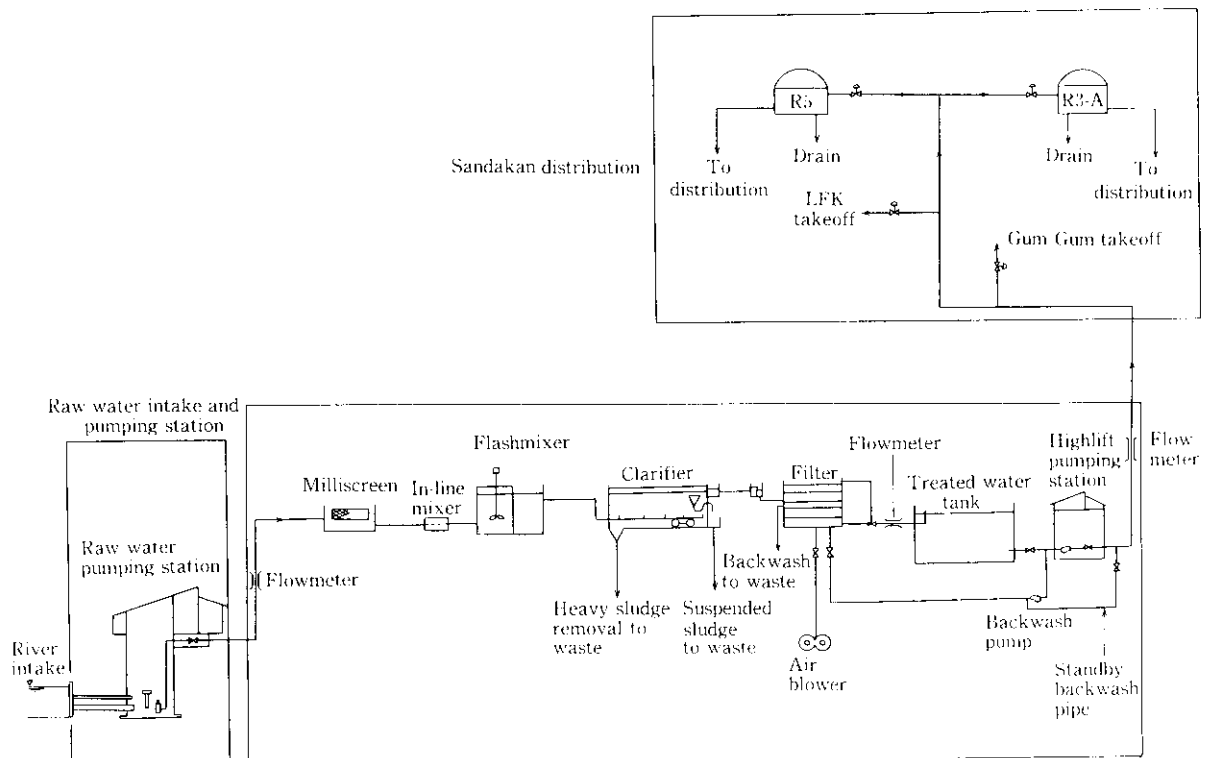 R5
R3-A
Drain
To
distribution
Drain
To
distribution
Sandakan distribution
LFK
takeoff
Gum Gum takeoff
Raw water intake and
pumping station
Flashmixer
Clarifier
Filter
Flowmeter
Highlift
pumping
station
Flow
meter
Milliscreen
In-line
mixer
Treated water
tank
Raw water
pumping station
Flowmeter
Backwash
to waste
Heavy sludge
removal to
waste
Suspended
sludge
to waste
Backwash
pump
River
intake
Air
blower
Standby
backwash
pipe